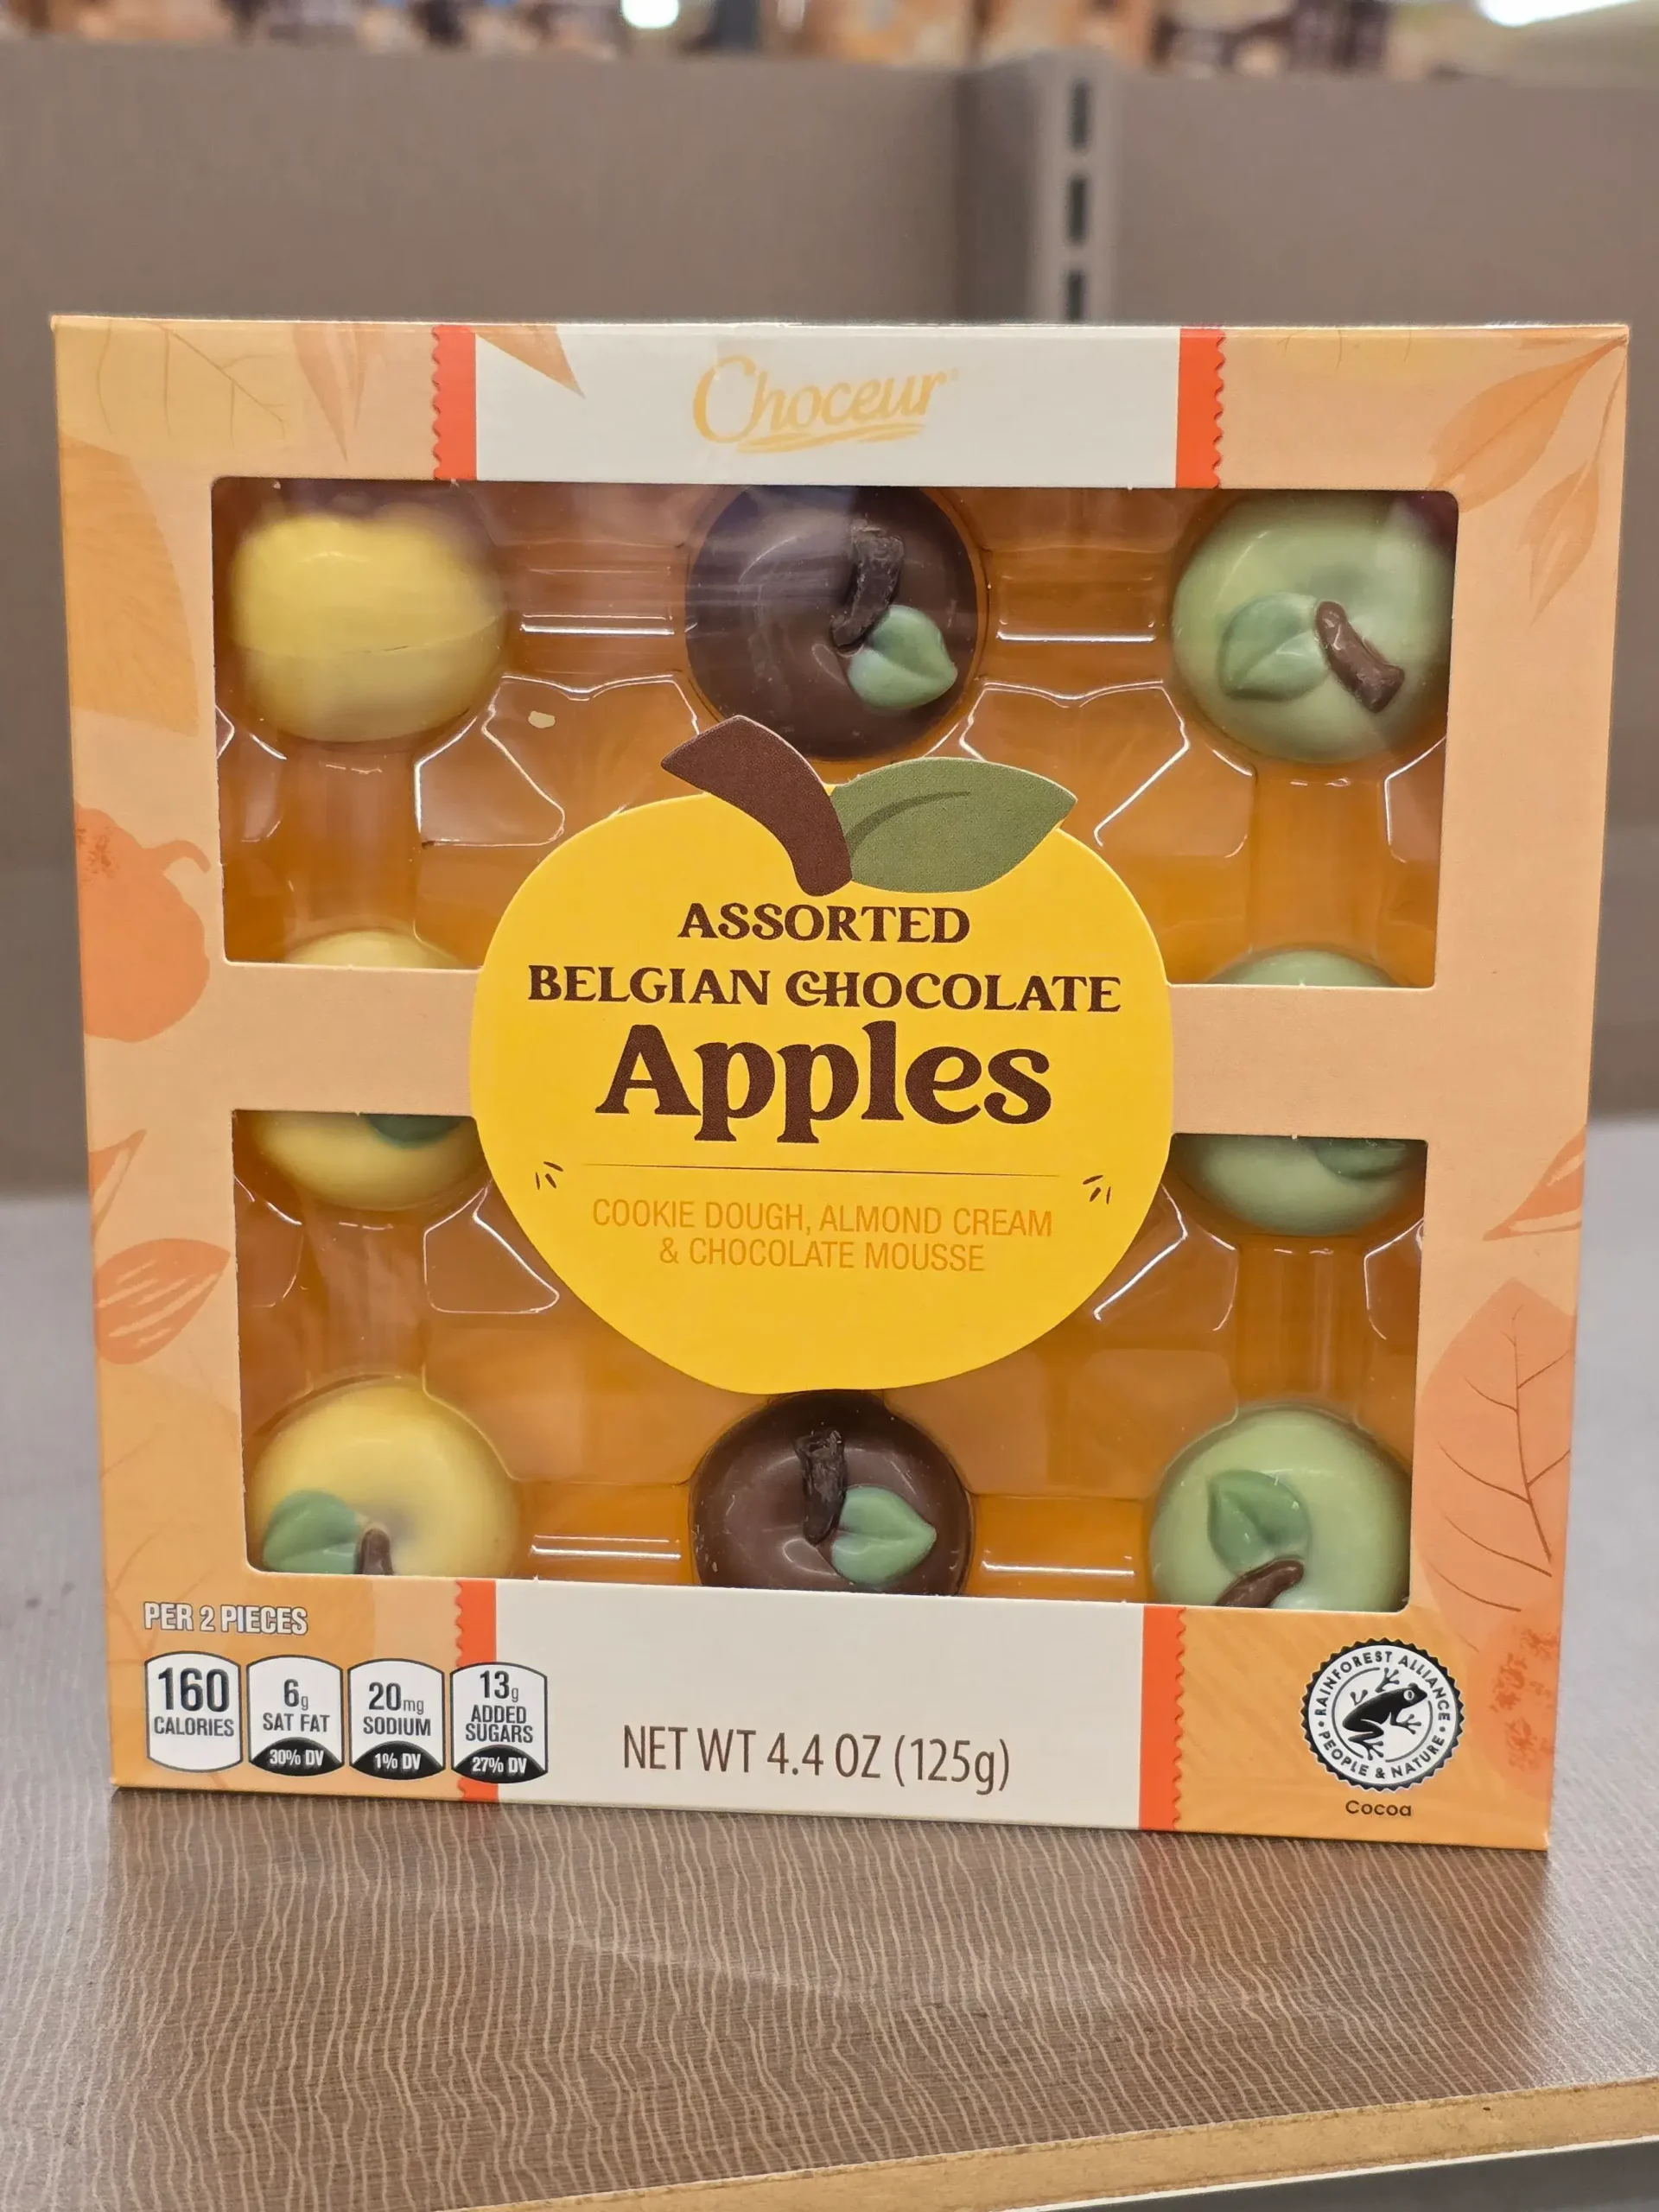 Choceur
ASSORTED
BELGIAN CHOCOLATE
Apples
COOKIE DOUGH, ALMOND CREAM
& CHOCOLATE MOUSSE
PER 2 PIECES
160
CALORIES
6g
SAT FAT
30% DV
20mg
SODIUM
1% DV
13g
ADDED
SUGARS
27% DV
NET WT 4.4 OZ (125g)
RAINFOREST ALLIANCE
PEOPLE & NATURE
Cocoa